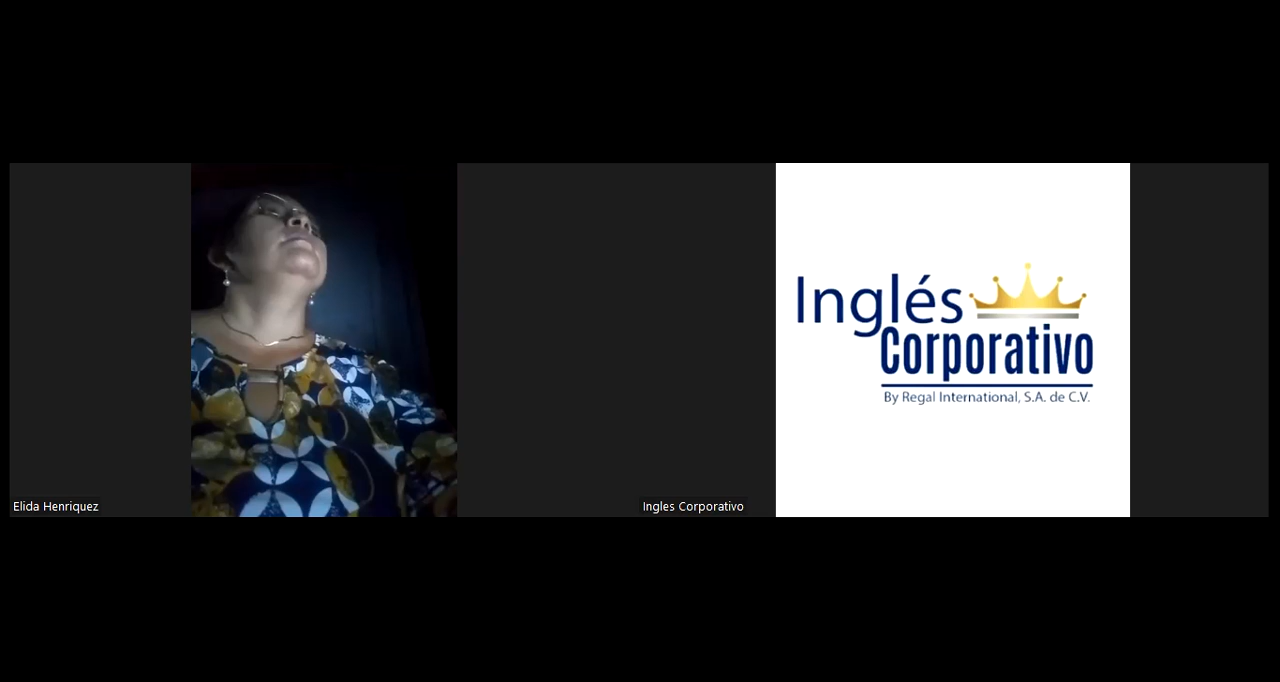 Inglés
Corporativo
By Regal International, S.A. de C.V.
Elida Henriquez
Ingles Corporativo